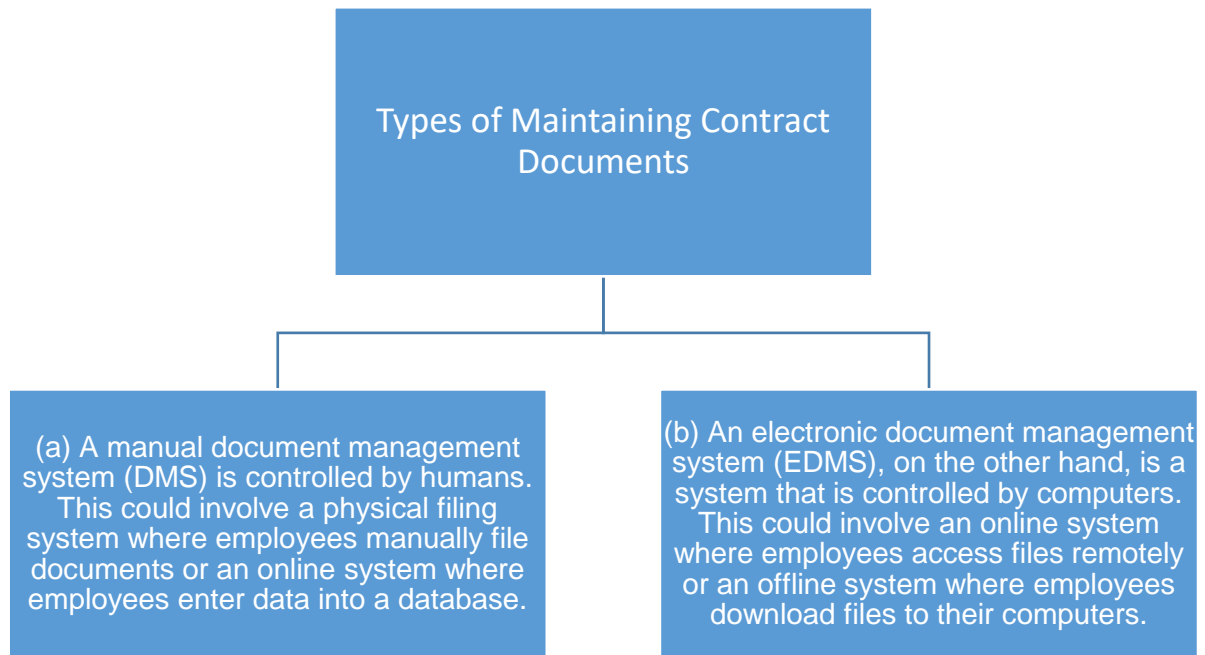 Types of Maintaining Contract
Documents
(a) A manual document management
system (DMS) is controlled by humans.
This could involve a physical filing
system where employees manually file
documents or an online system where
employees enter data into a database.
(b) An electronic document management
system (EDMS), on the other hand, is a
system that is controlled by computers.
This could involve an online system
where employees access files remotely
or an offline system where employees
download files to their computers.